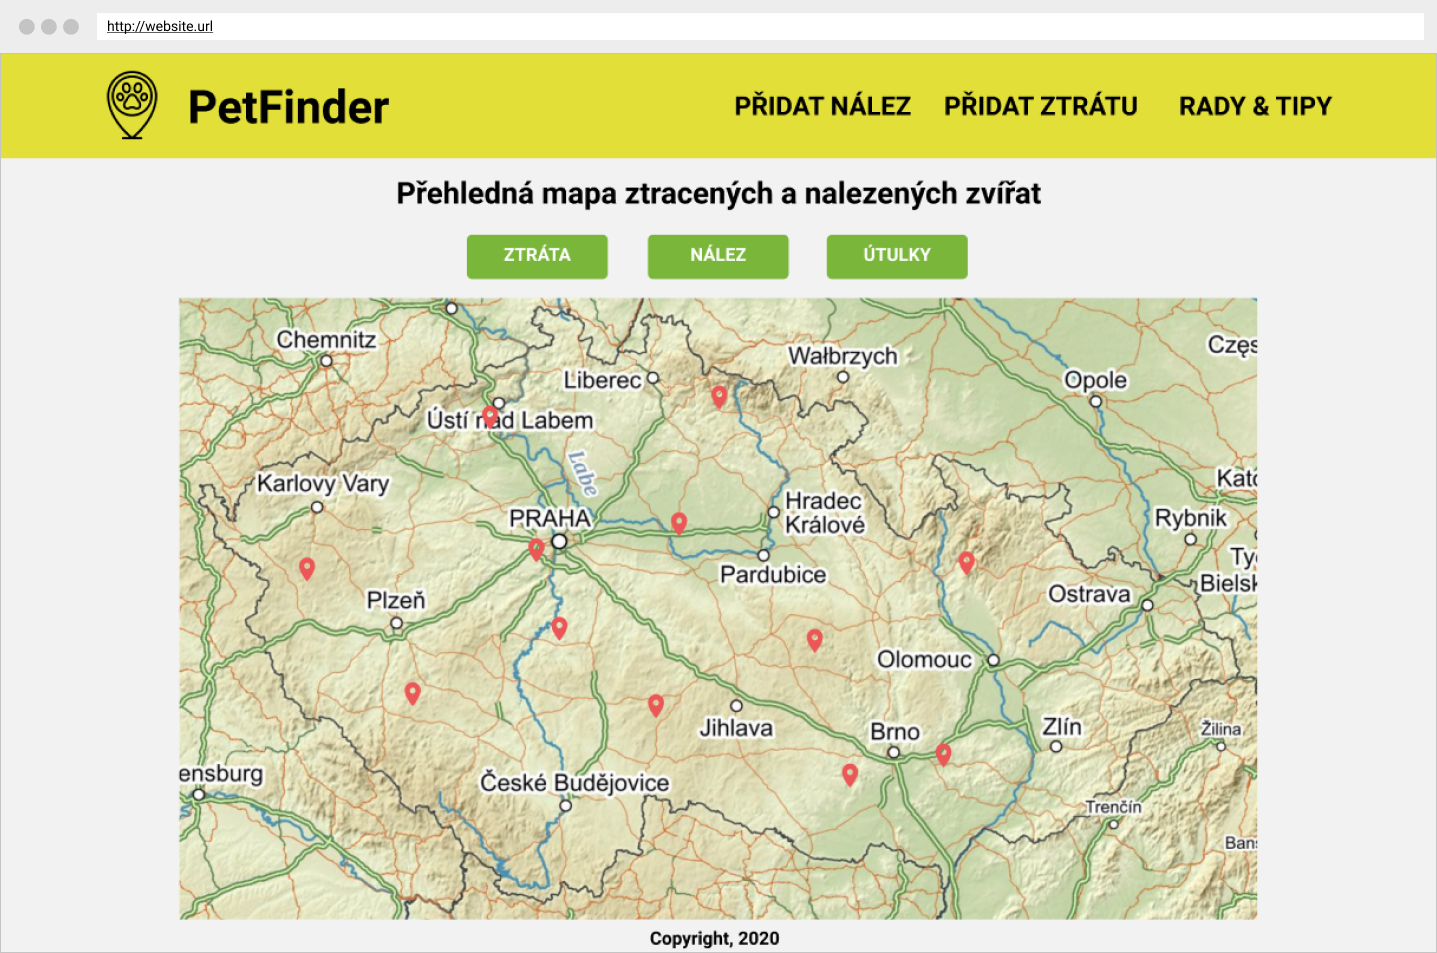 http://website.url
PetFinder
PŘIDAT NÁLEZ PŘIDAT ZTRÁTU RADY & TIPY
Přehledná mapa ztracených a nalezených zvířat
ZTRÁTA NÁLEZ ÚTULKY
Chemnitz
Wałbrzych
Częs
Liberec
Opole
Ústí nad Labem
Labe
Karlovy Vary
Kato
Hradec
Králové
PRAHA
Rybnik
Ty
Pardubice
Bielsk
Plzeň
Ostrava
Olomouc
Jihlava
Brno
Zlín
Žilina
ensburg
České Budějovice
Trenčín
Bans
Copyright, 2020